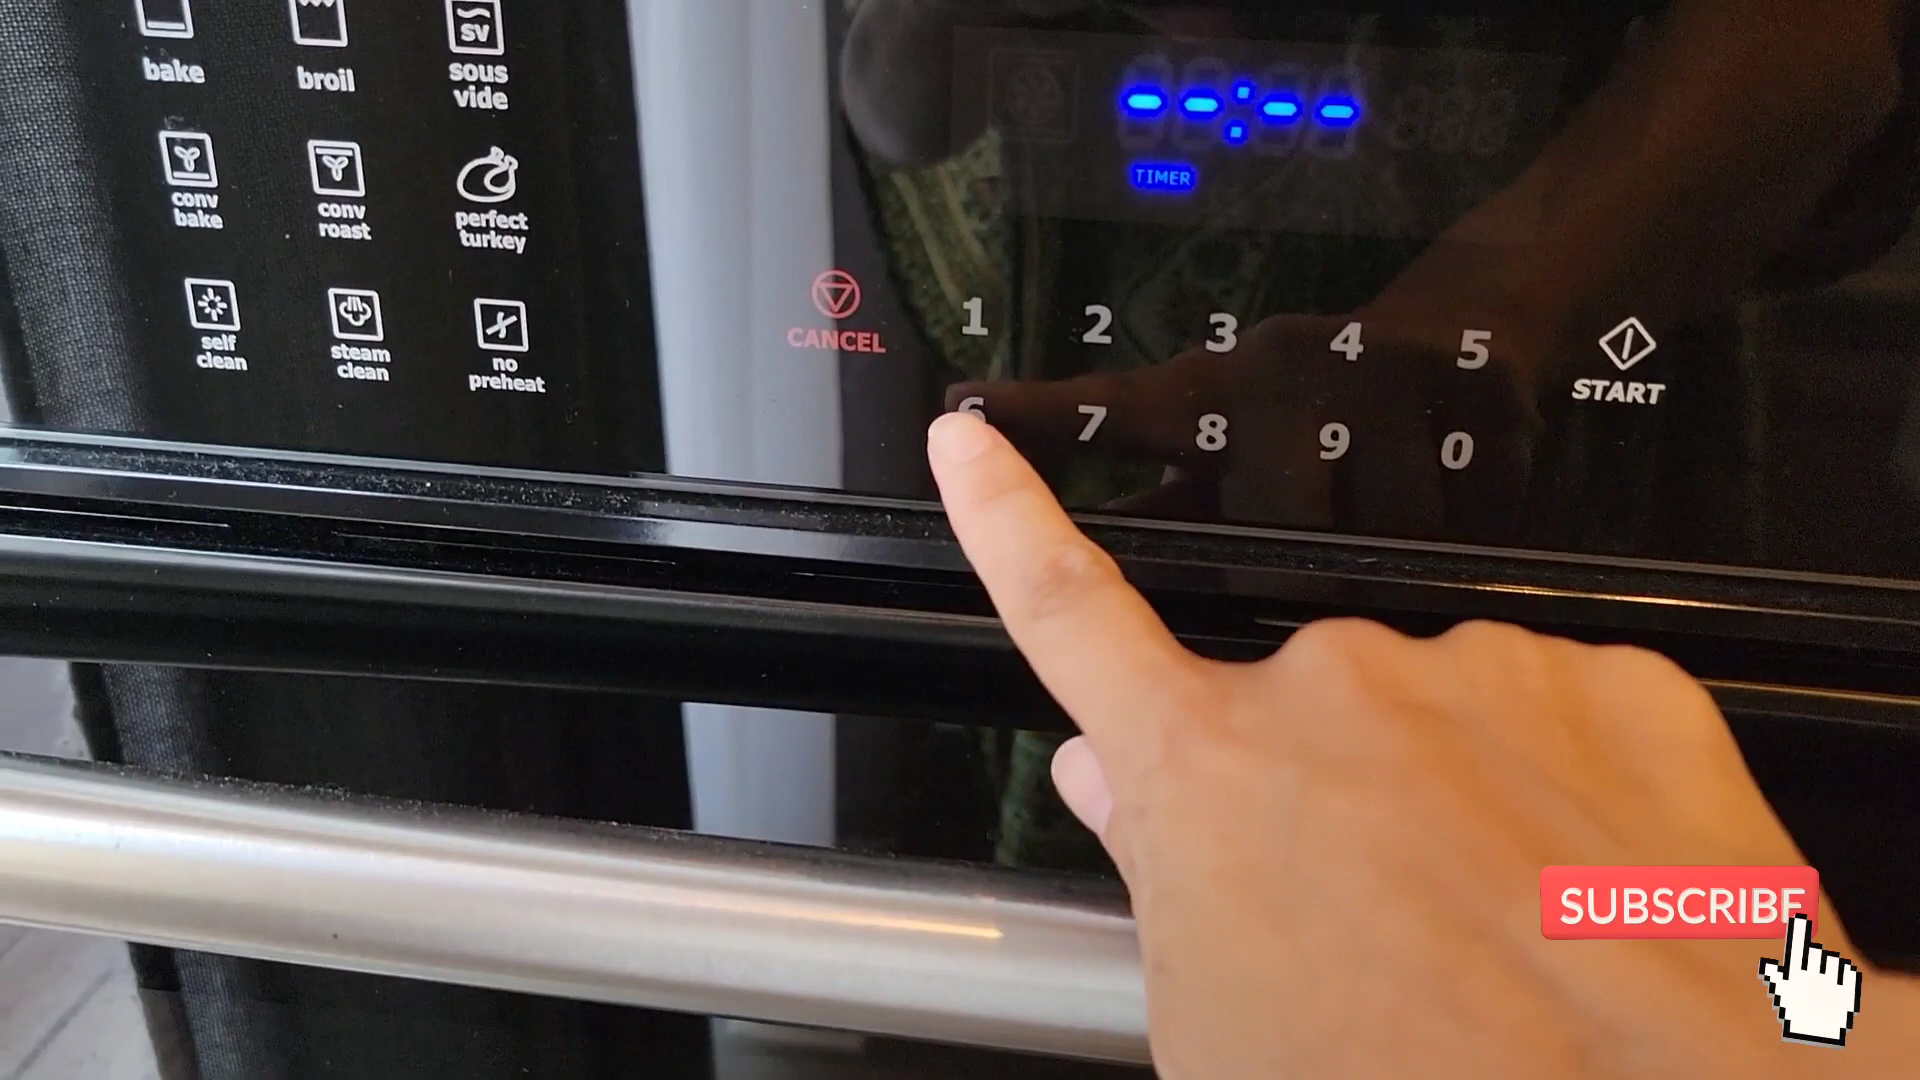 bake
broil
sous
vide
sv
conv
bake
conv
roast
perfect
turkey
self
clean
steam
clean
no
preheat
--:--
TIMER
CANCEL
1 2 3 4 5
START
6 7 8 9 0
SUBSCRIBE